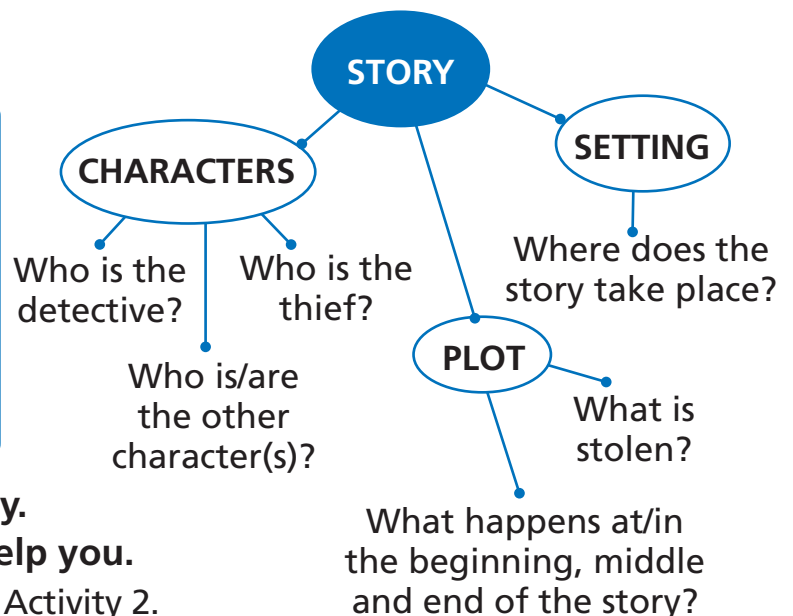 STORY
CHARACTERS
SETTING
Who is the
detective?
Who is the
thief?
Where does the
story take place?
Who is/are
the other
character(s)?
PLOT
What is
stolen?
What happens at/in
the beginning, middle
and end of the story?
y.
elp you.
Activity 2.